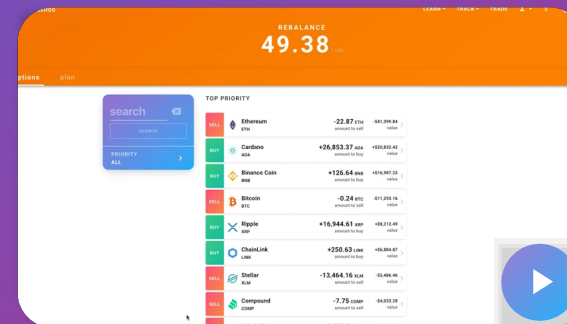 LEARN TRACK TRADE
REBALANCE
49.38
ptions plan
TOP PRIORITY
search
SEARCH
PRIORITY
ALL
SELL Ethereum -22.87 ETH -$41,399.84
ETH amount to sell value
BUY Cardano +26,853.37 ADA +$30,832.42
ADA amount to buy value
BUY Binance Coin +126.64 BNB +$16,987.23
BNB amount to buy value
SELL Bitcoin -0.24 BTC -$11,293.16
BTC amount to sell value
BUY Ripple +16,944.61 XRP +$8,212.49
XRP amount to buy value
BUY ChainLink +250.63 LINK +$6,884.87
LINK amount to buy value
SELL Stellar -13,464.16 XLM -$5,486.46
XLM amount to sell value
SELL Compound -7.75 COMP -$4,033.28
COMP amount to sell value